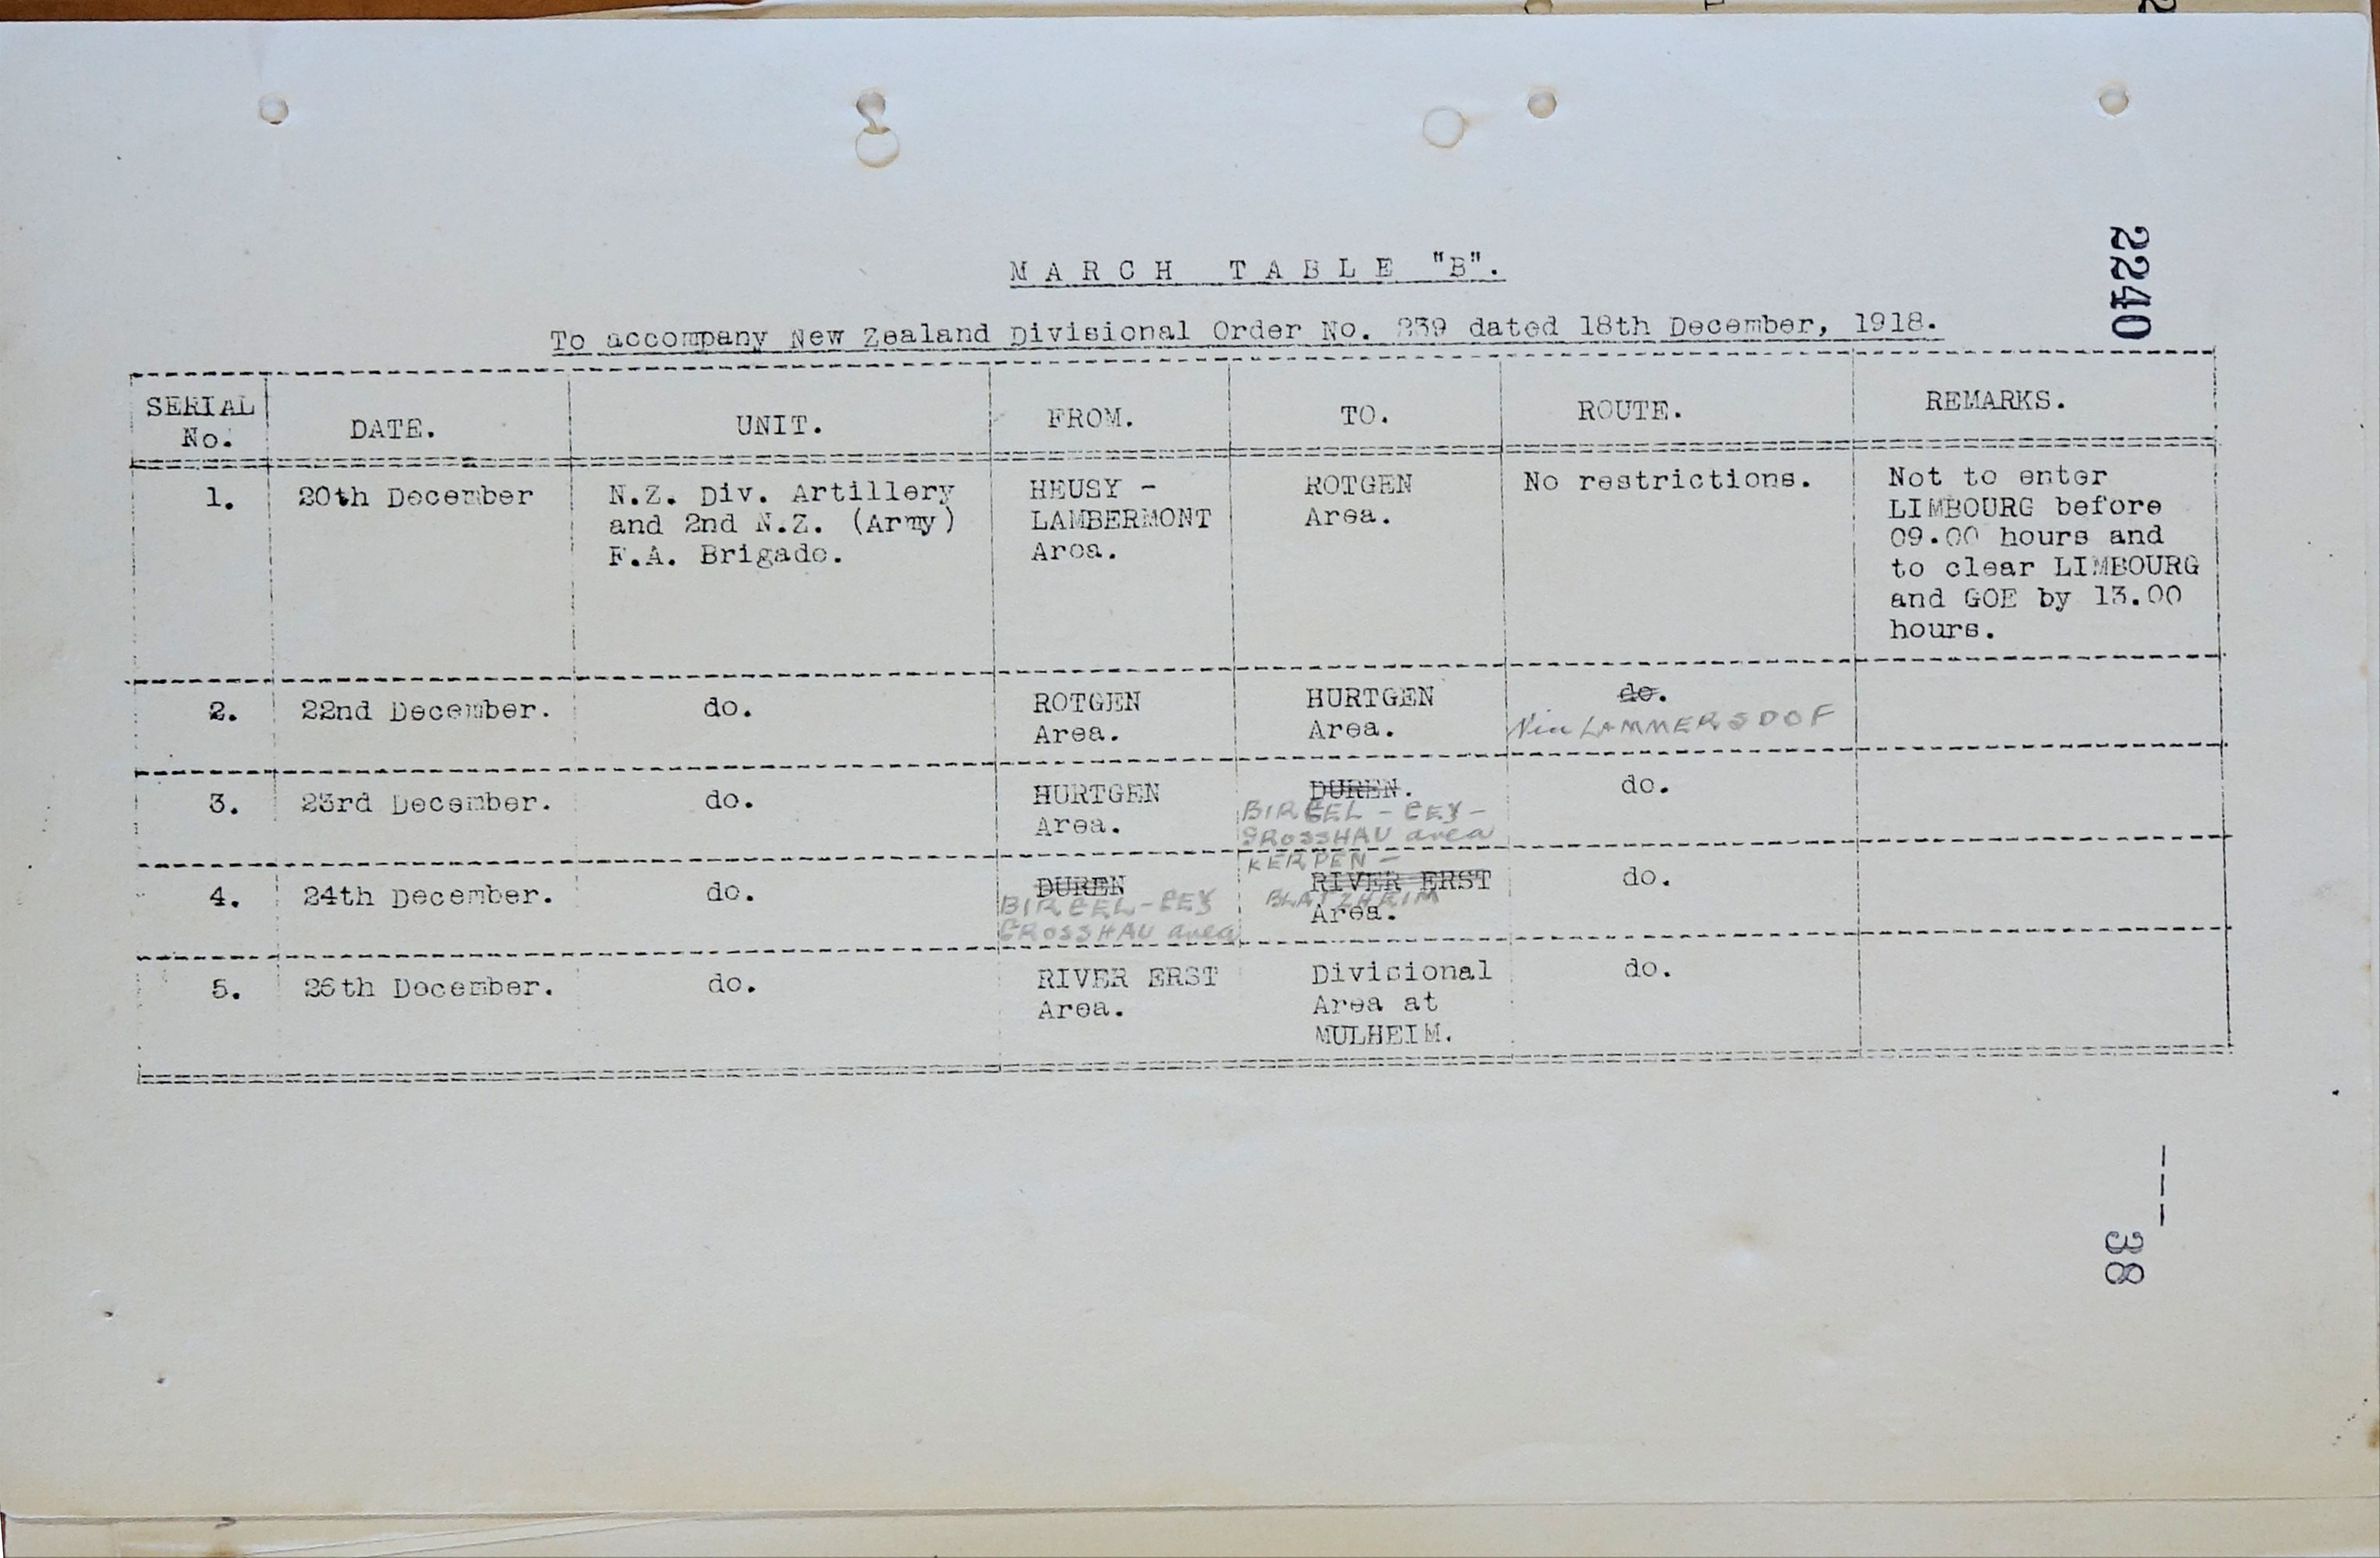 2240
MARCH TABLE "B".
To accompany New Zealand Divisional Order No. 239 dated 18th December, 1918.
SERIAL No. DATE. UNIT. FROM. TO. ROUTE. REMARKS.
1. 20th December N.Z. Div. Artillery HEUSY - ROTGEN No restrictions. Not to enter
and 2nd N.Z. (Army) LAMBERMONT Area. LIMBOURG before
F.A. Brigade. Area. 09.00 hours and
to clear LIMBOURG
and GOE by 13.00
hours.
2. 22nd December. do. ROTGEN HURTGEN do.
Area. Area. Via LAMMERSDOF
3. 23rd December. do. HURTGEN DUREN. do.
Area. BIRGEL - GEY -
GROSSHAU area
KERPEN -
4. 24th December. do. DUREN RIVER ERST do.
BIRGEL - GEY BLATZHEIM
GROSSHAU area Area.
5. 26th December. do. RIVER ERST Divisional do.
Area. Area at
MULHEIM.
---
38